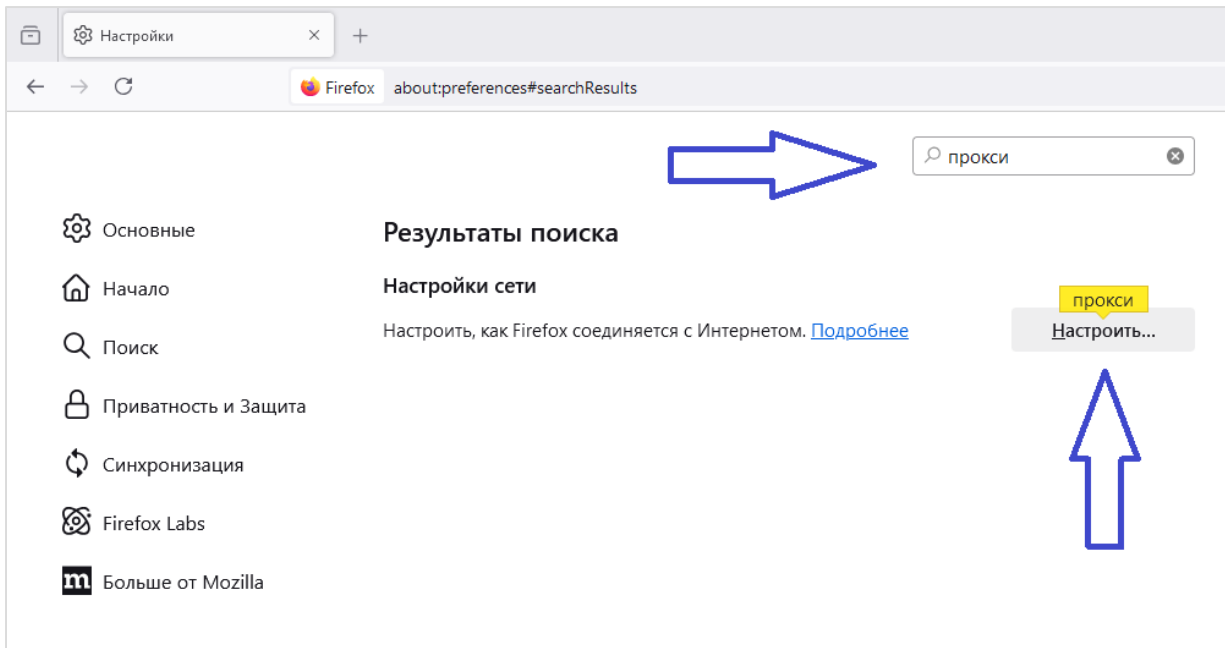 Настройки
Firefox about:preferences#searchResults
прокси
Основные
Начало
Поиск
Приватность и Защита
Синхронизация
Firefox Labs
m Больше от Mozilla
Результаты поиска
Настройки сети
Настроить, как Firefox соединяется с Интернетом. Подробнее
прокси
Настроить...